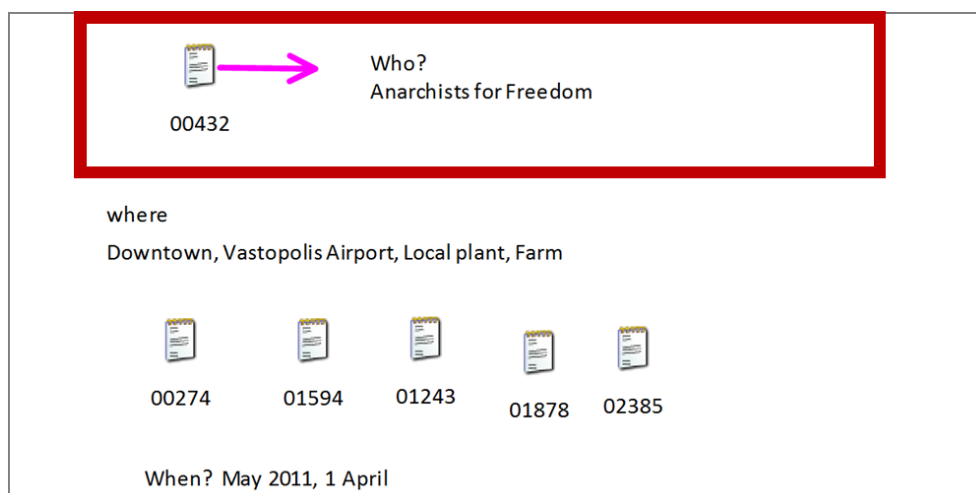 Who?
Anarchists for Freedom
00432
where
Downtown, Vastopolis Airport, Local plant, Farm
00274 01594 01243 01878 02385
When? May 2011, 1 April